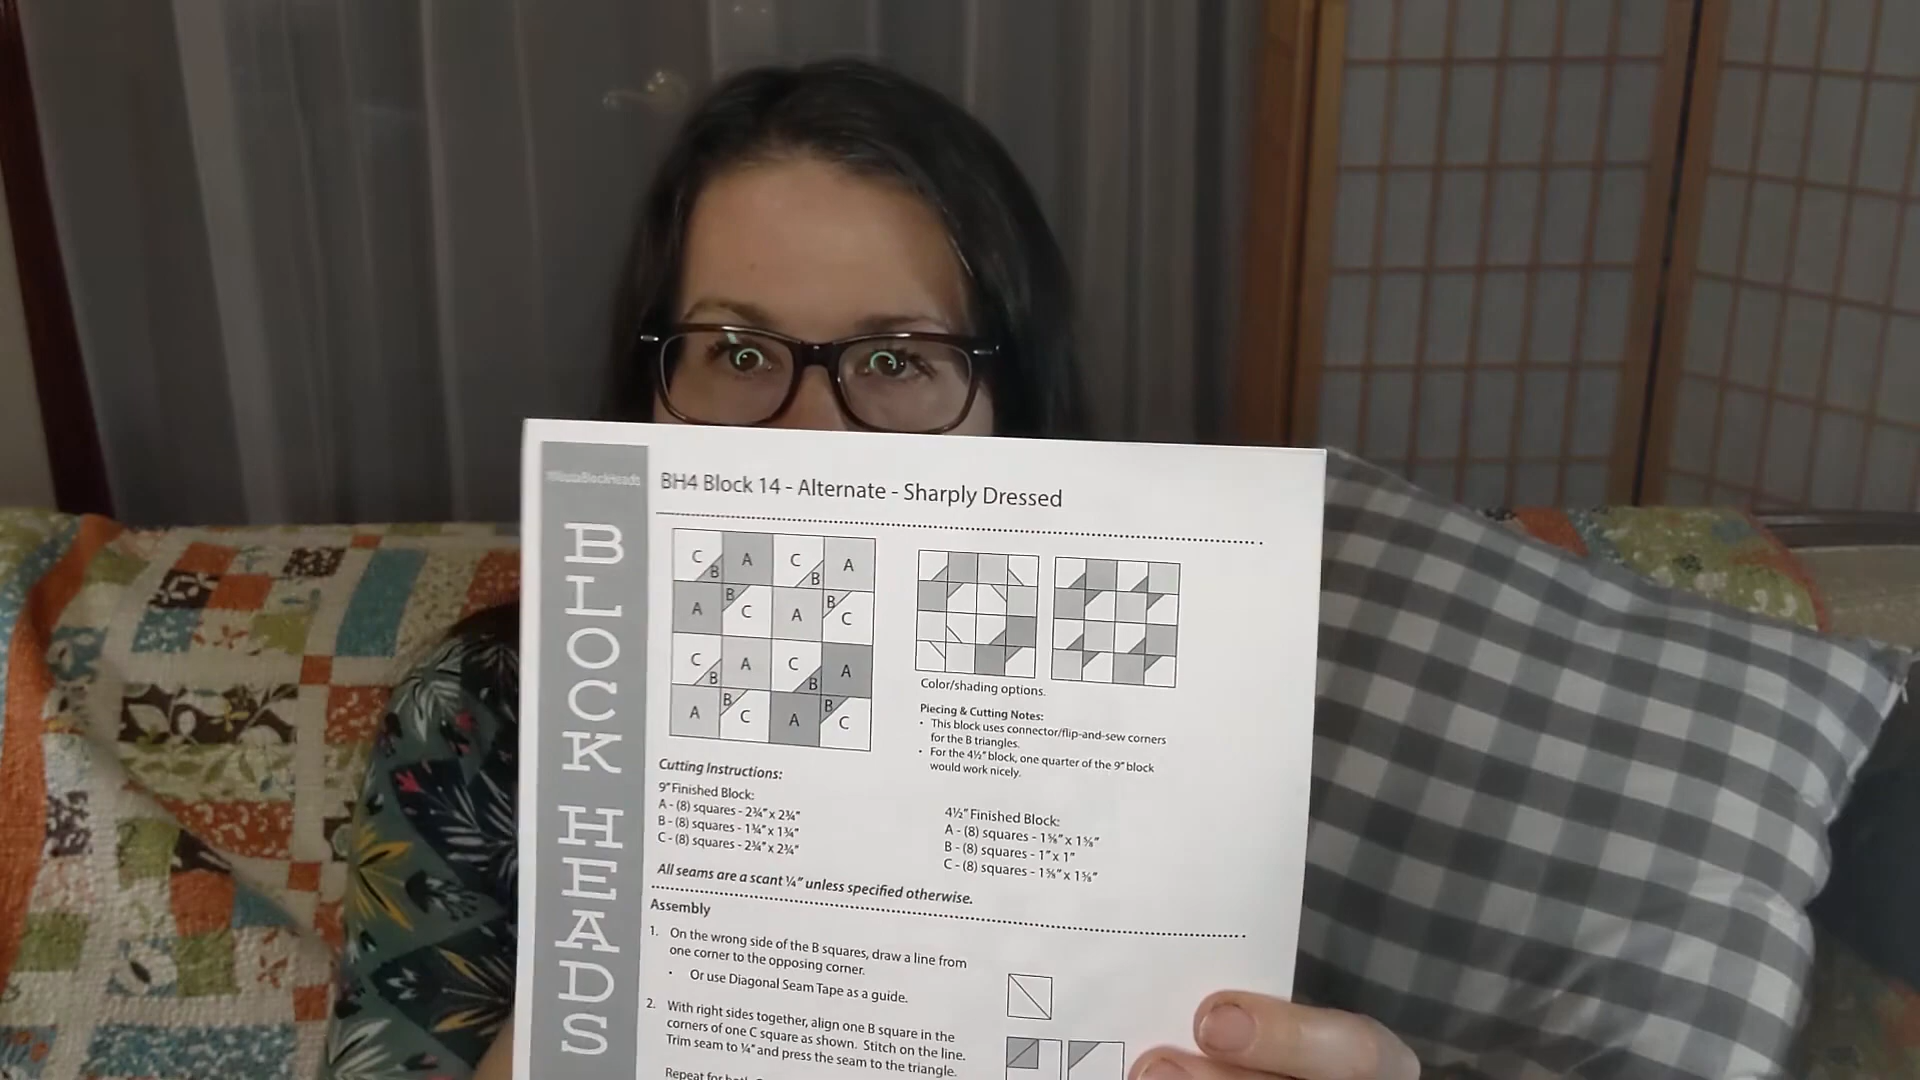 #MustaBlockHeads
BLOCK HEADS
BH4 Block 14 - Alternate - Sharply Dressed
C B A C B A
A B C A B C
C B A C B A
A B C A B C
Color/shading options.
Piecing & Cutting Notes:
• This block uses connector/flip-and-sew corners
for the B triangles.
• For the 4½" block, one quarter of the 9" block
would work nicely.
Cutting Instructions:
9" Finished Block:
A - (8) squares - 2¾" x 2¾"
B - (8) squares - 1¾" x 1¾"
C - (8) squares - 2¾" x 2¾"
4½" Finished Block:
A - (8) squares - 1⅝" x 1⅝"
B - (8) squares - 1" x 1"
C - (8) squares - 1⅝" x 1⅝"
All seams are a scant ¼" unless specified otherwise.
Assembly
1. On the wrong side of the B squares, draw a line from
one corner to the opposing corner.
• Or use Diagonal Seam Tape as a guide.
2. With right sides together, align one B square in the
corners of one C square as shown. Stitch on the line.
Trim seam to ¼" and press the seam to the triangle.
Repeat for